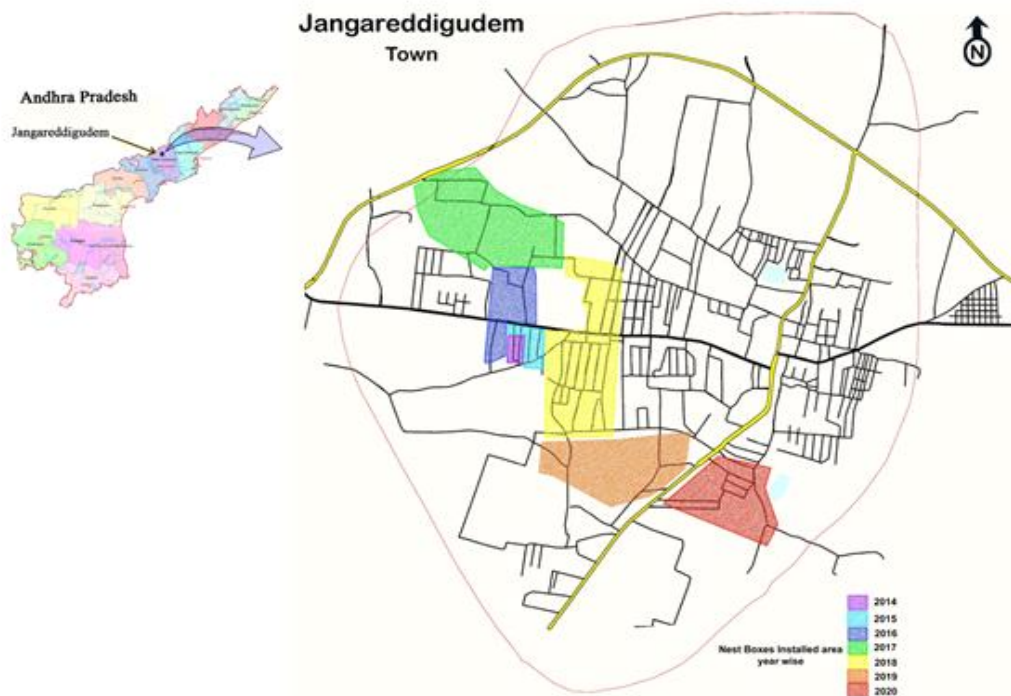 Jangareddigudem
Town
N
Andhra Pradesh
Jangareddigudem
Nest Boxes Installed area
year wise
2014
2015
2016
2017
2018
2019
2020